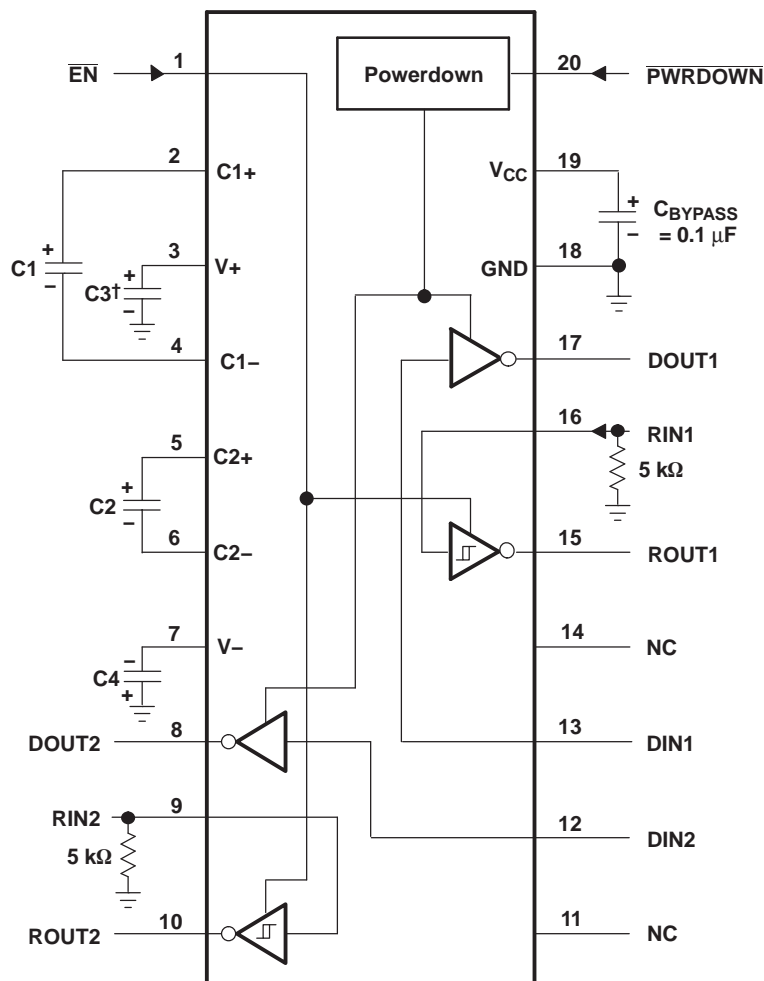 E̅N̅ 1
Powerdown
20 P̅W̅R̅D̅O̅W̅N̅
2 C1+
VCC 19
+ CBYPASS
− = 0.1 μF
GND 18
C1 + −
3 V+
C3† + −
4 C1−
17 DOUT1
16 RIN1
5 kΩ
5 C2+
C2 + −
6 C2−
15 ROUT1
7 V−
C4 − +
14 NC
DOUT2 8
13 DIN1
RIN2 9
5 kΩ
12 DIN2
ROUT2 10
11 NC